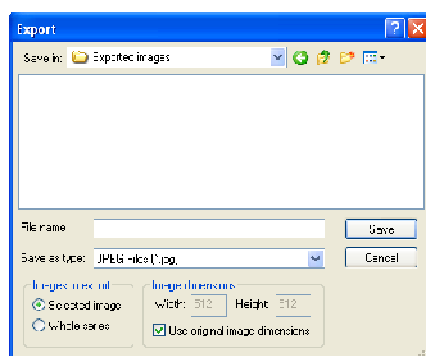 Export
Save in: Exported images
File name
Save
Save as type: JPEG Files (*.jpg)
Cancel
Images to export
Image dimensions
Selected image
Width: 512 Height: 512
Whole series
Use original image dimensions